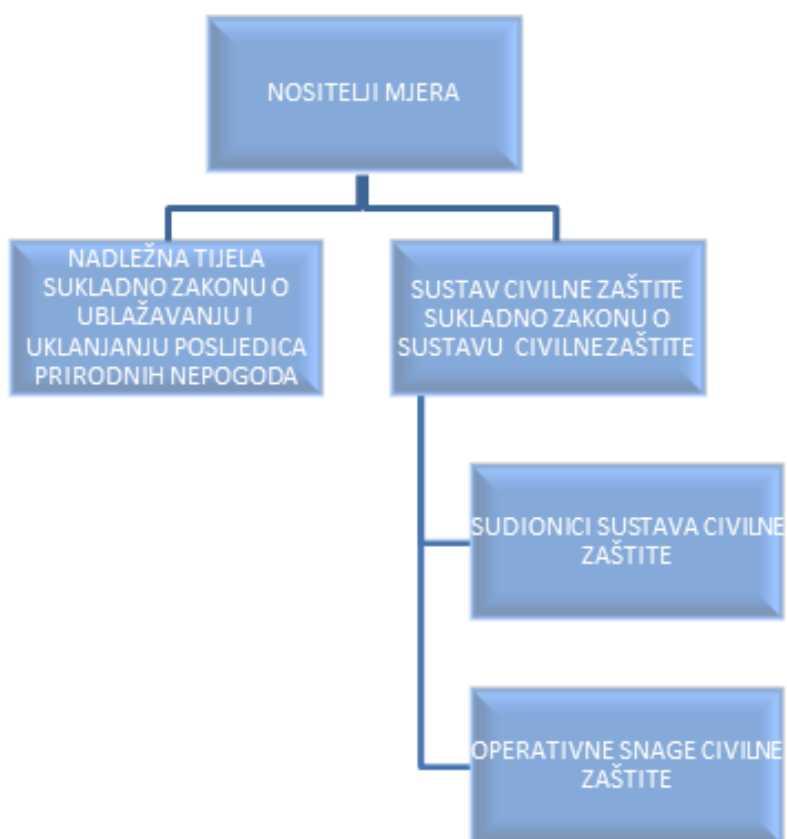 NOSITELJI MJERA
NADLEŽNA TIJELA
SUKLADNO ZAKONU O
UBLAŽAVANJU I
UKLANJANJU POSLJEDICA
PRIRODNIH NEPOGODA
SUSTAV CIVILNE ZAŠTITE
SUKLADNO ZAKONU O
SUSTAVU CIVILNE ZAŠTITE
SUDIONICI SUSTAVA CIVILNE
ZAŠTITE
OPERATIVNE SNAGE CIVILNE
ZAŠTITE